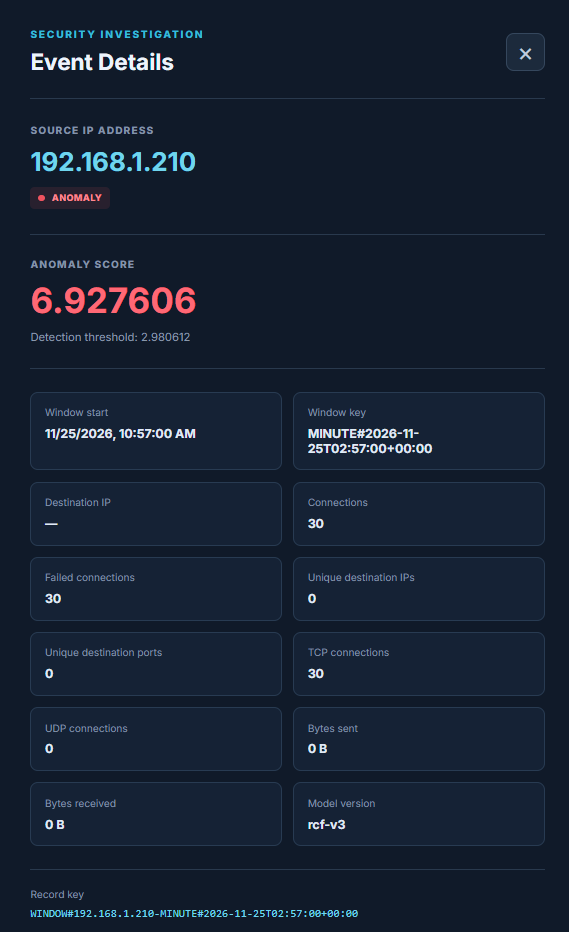 SECURITY INVESTIGATION
Event Details
×
SOURCE IP ADDRESS
192.168.1.210
ANOMALY
ANOMALY SCORE
6.927606
Detection threshold: 2.980612
Window start
11/25/2026, 10:57:00 AM
Window key
MINUTE#2026-11-
25T02:57:00+00:00
Destination IP
—
Connections
30
Failed connections
30
Unique destination IPs
0
Unique destination ports
0
TCP connections
30
UDP connections
0
Bytes sent
0 B
Bytes received
0 B
Model version
rcf-v3
Record key
WINDOW#192.168.1.210-MINUTE#2026-11-25T02:57:00+00:00